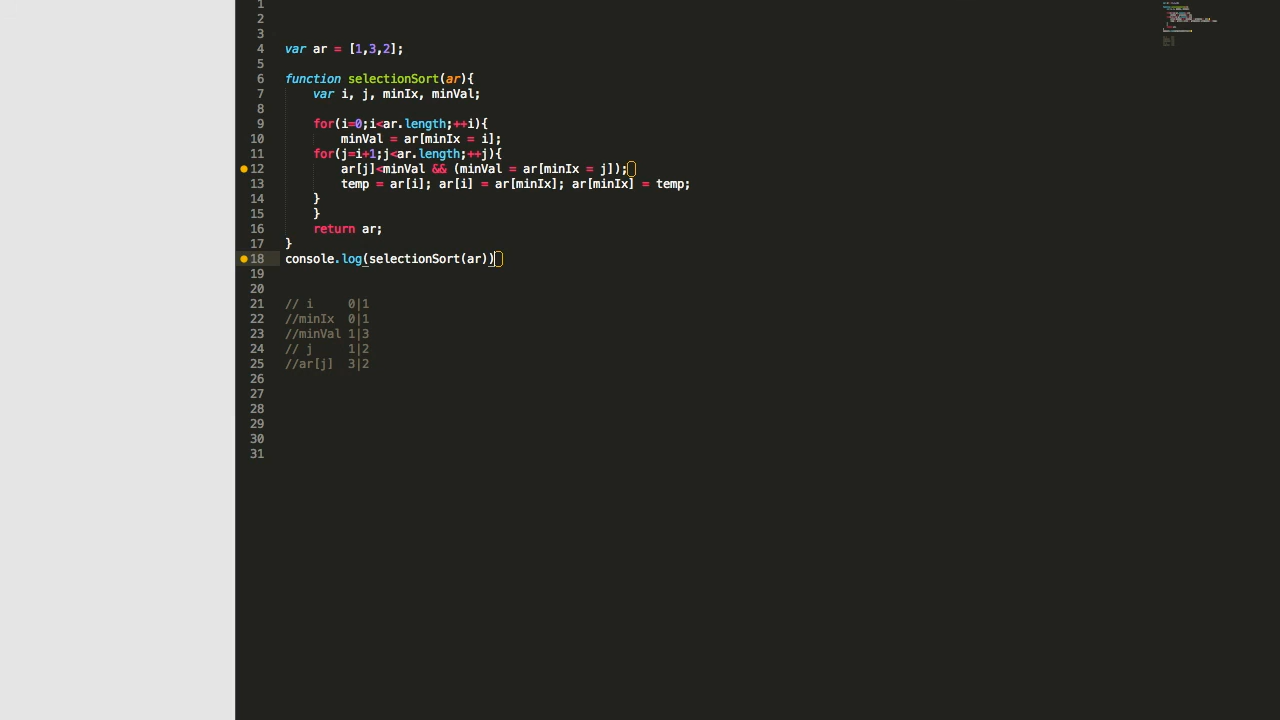 1
2
3
4 var ar = [1,3,2];
5
6 function selectionSort(ar){
7 var i, j, minIx, minVal;
8
9 for(i=0;i<ar.length;++i){
10 minVal = ar[minIx = i];
11 for(j=i+1;j<ar.length;++j){
12 ar[j]<minVal && (minVal = ar[minIx = j]);
13 temp = ar[i]; ar[i] = ar[minIx]; ar[minIx] = temp;
14 }
15 }
16 return ar;
17 }
18 console.log(selectionSort(ar))
19
20
21 // i 0|1
22 //minIx 0|1
23 //minVal 1|3
24 // j 1|2
25 //ar[j] 3|2
26
27
28
29
30
31